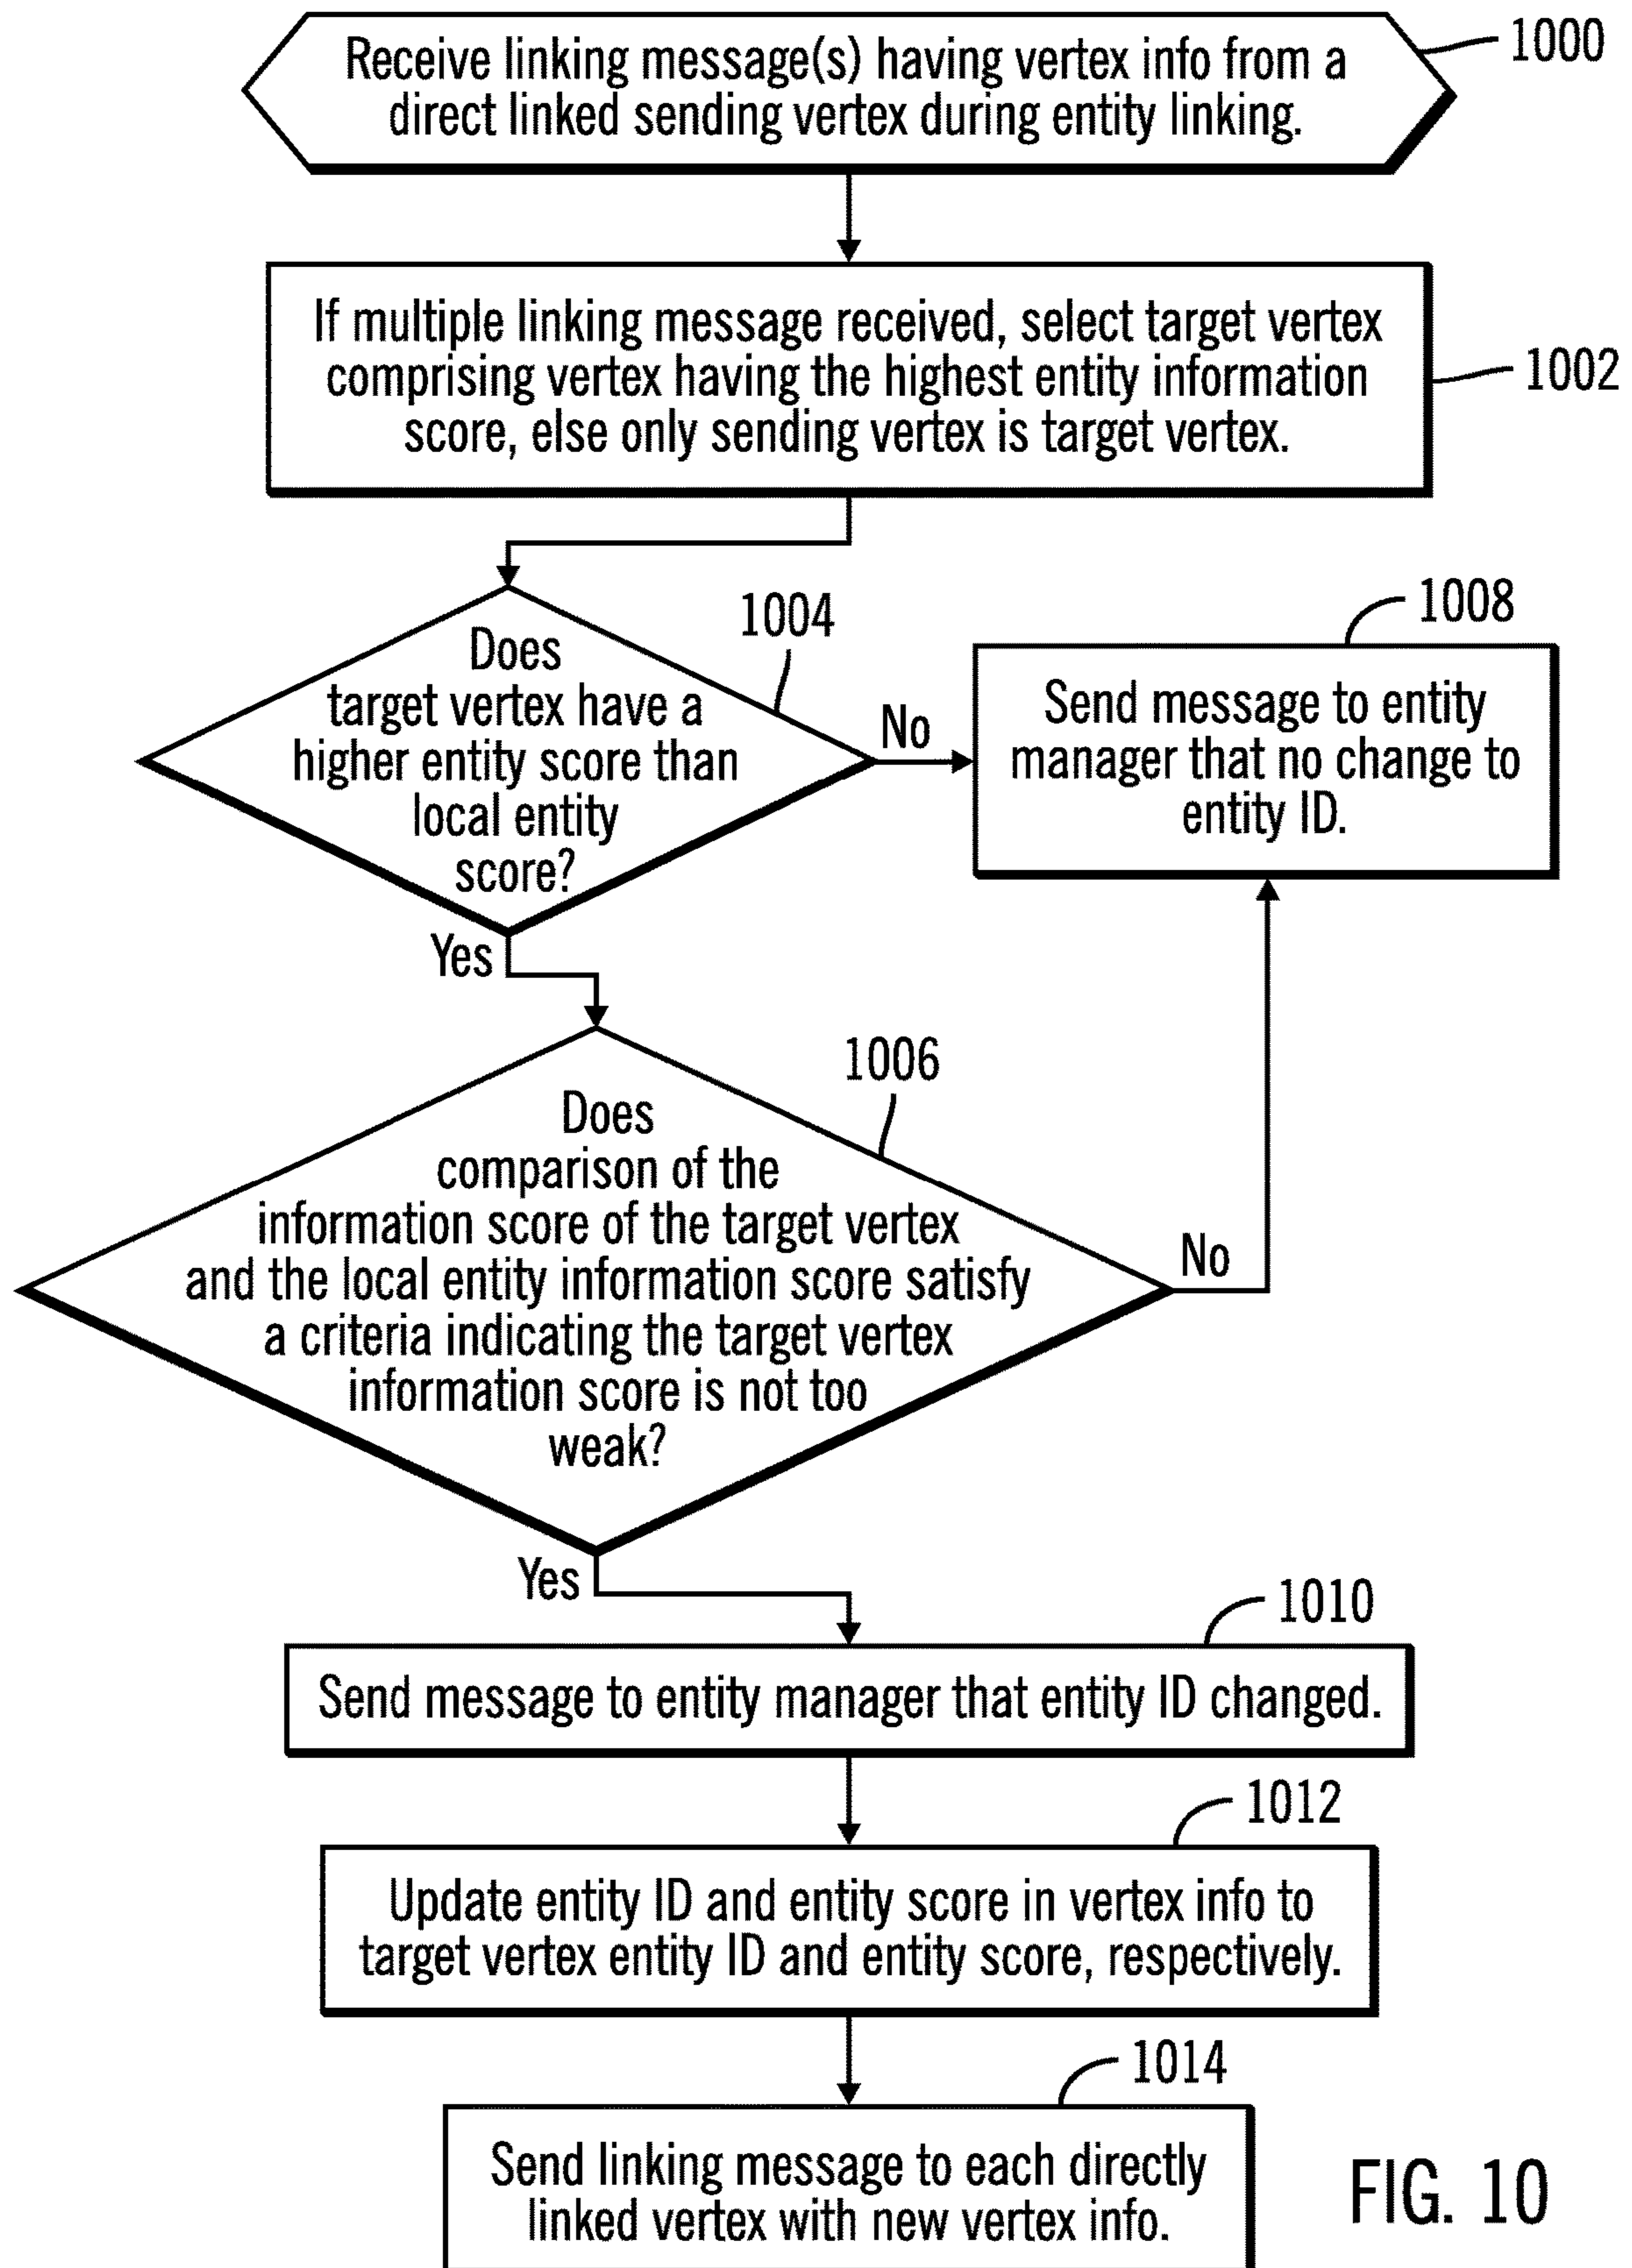 Receive linking message(s) having vertex info from a
direct linked sending vertex during entity linking.
1000
If multiple linking message received, select target vertex
comprising vertex having the highest entity information
score, else only sending vertex is target vertex.
1002
Does
target vertex have a
higher entity score than
local entity
score?
1004
No
Yes
1008
Send message to entity
manager that no change to
entity ID.
1006
Does
comparison of the
information score of the target vertex
and the local entity information score satisfy
a criteria indicating the target vertex
information score is not too
weak?
No
Yes
1010
Send message to entity manager that entity ID changed.
1012
Update entity ID and entity score in vertex info to
target vertex entity ID and entity score, respectively.
1014
Send linking message to each directly
linked vertex with new vertex info.
FIG. 10